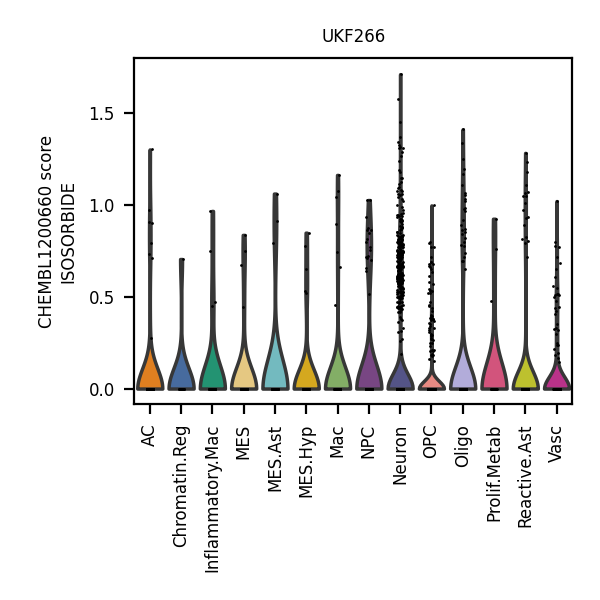 UKF266
CHEMBL1200660 score
ISOSORBIDE
1.5
1.0
0.5
0.0
AC
Chromatin.Reg
Inflammatory.Mac
MES
MES.Ast
MES.Hyp
Mac
NPC
Neuron
OPC
Oligo
Prolif.Metab
Reactive.Ast
Vasc